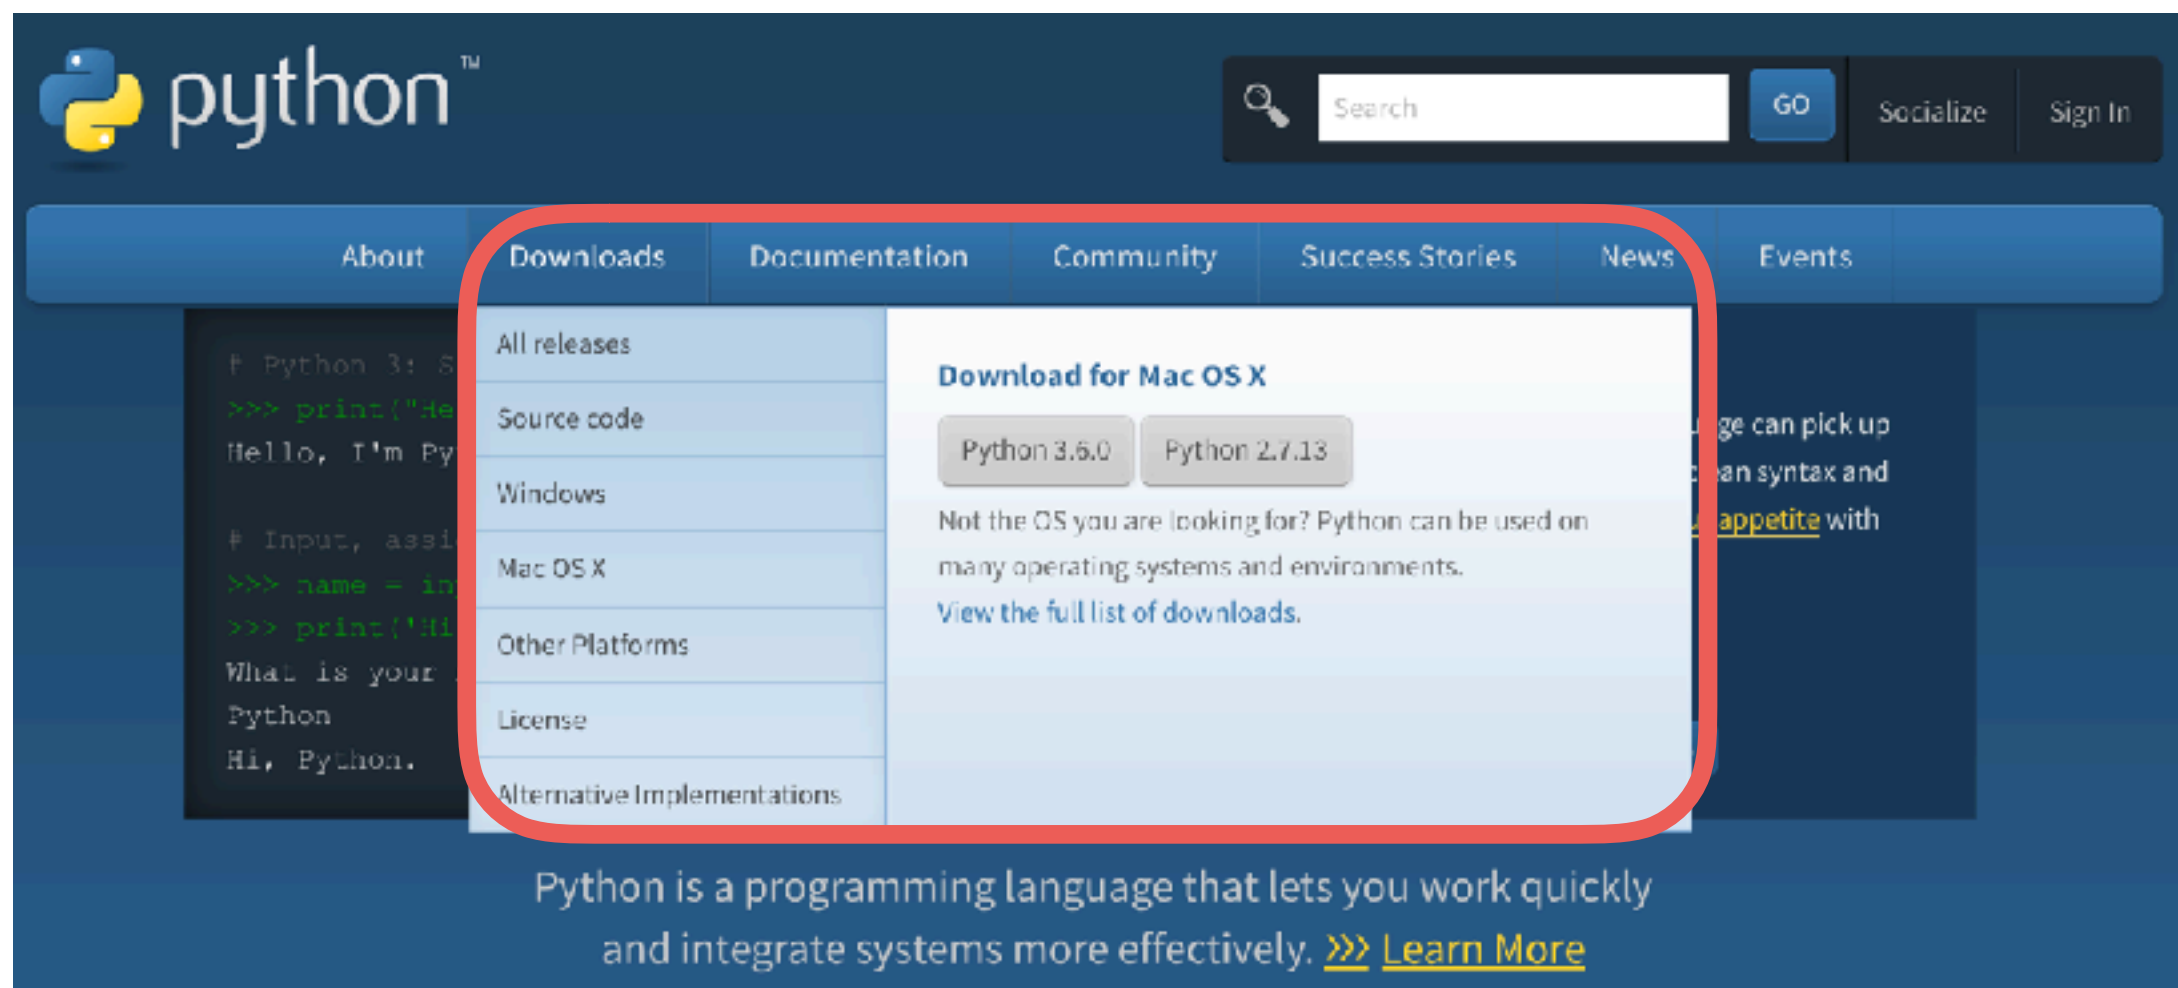 python™
Search
GO
Socialize
Sign In
About
Downloads
Documentation
Community
Success Stories
News
Events
# Python 3: S
>>> print("He
Hello, I'm Py
# Input, assi
>>> name = in
>>> print('Hi
What is your
Python
Hi, Python.
All releases
Source code
Windows
Mac OS X
Other Platforms
License
Alternative Implementations
Download for Mac OS X
Python 3.6.0
Python 2.7.13
Not the OS you are looking for? Python can be used on
many operating systems and environments.
View the full list of downloads.
ge can pick up
ean syntax and
appetite with
Python is a programming language that lets you work quickly
and integrate systems more effectively. >>> Learn More